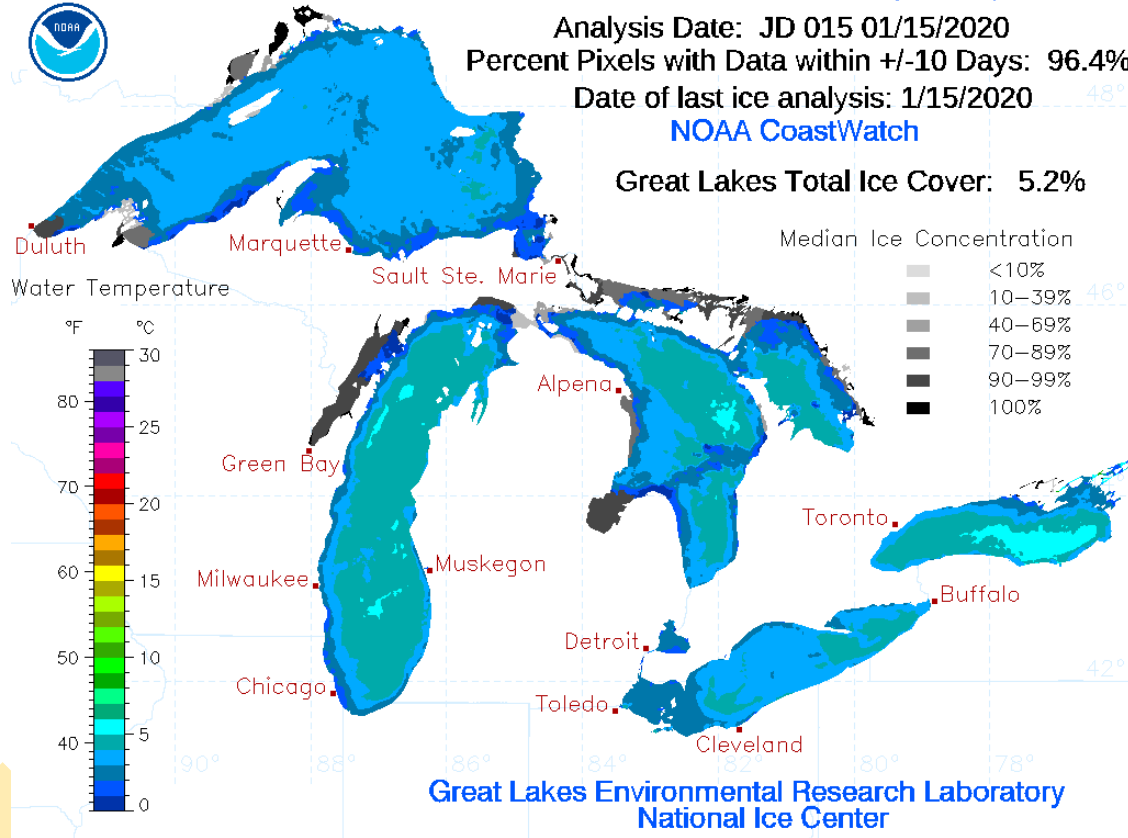 NOAA
Analysis Date: JD 015 01/15/2020
Percent Pixels with Data within +/-10 Days: 96.4%
Date of last ice analysis: 1/15/2020
48°
NOAA CoastWatch
Great Lakes Total Ice Cover: 5.2%
Duluth
Marquette
Sault Ste. Marie
Median Ice Concentration
<10%
10-39%
40-69%
70-89%
90-99%
100%
46°
Water Temperature
°F °C
30
80
25
70
20
60
15
50
10
5
40
0
Alpena
Green Bay
Toronto
Milwaukee
Muskegon
Buffalo
Detroit
Chicago
Toledo
Cleveland
42°
90°
88°
86°
84°
82°
80°
78°
Great Lakes Environmental Research Laboratory
National Ice Center